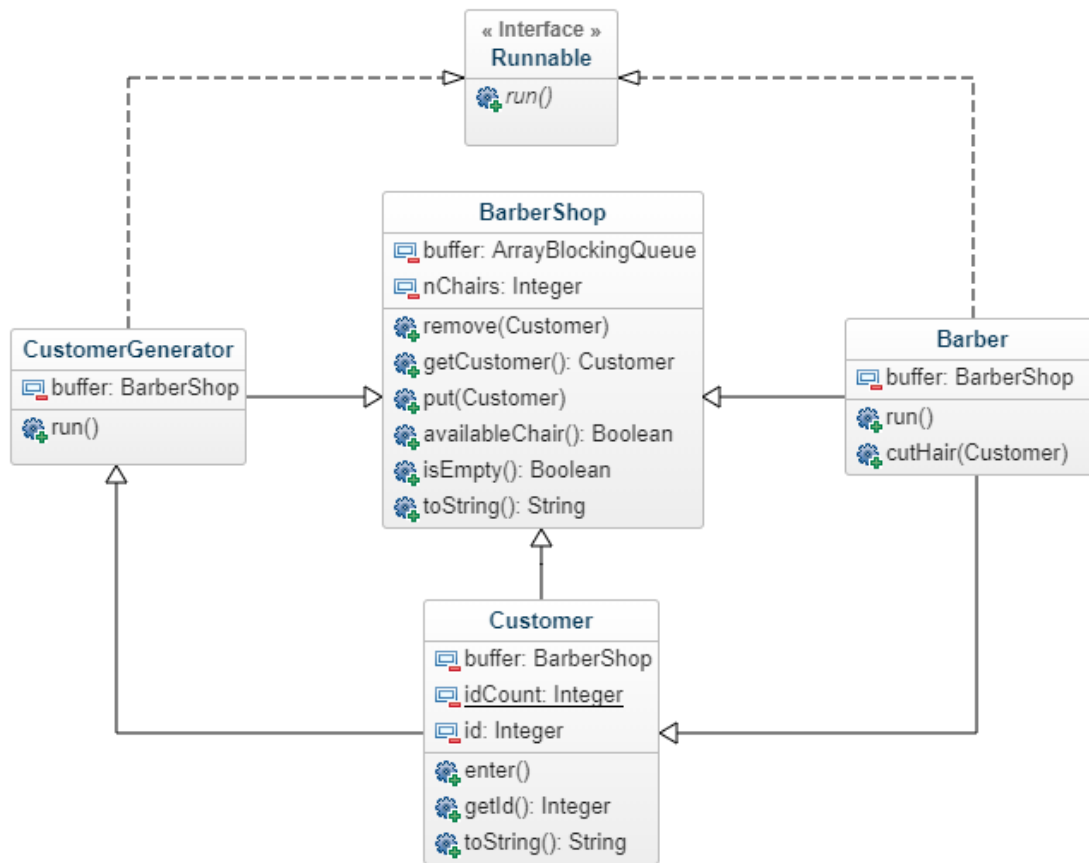 « Interface »
Runnable
run()
BarberShop
buffer: ArrayBlockingQueue
nChairs: Integer
remove(Customer)
getCustomer(): Customer
put(Customer)
availableChair(): Boolean
isEmpty(): Boolean
toString(): String
CustomerGenerator
buffer: BarberShop
run()
Barber
buffer: BarberShop
run()
cutHair(Customer)
Customer
buffer: BarberShop
idCount: Integer
id: Integer
enter()
getId(): Integer
toString(): String